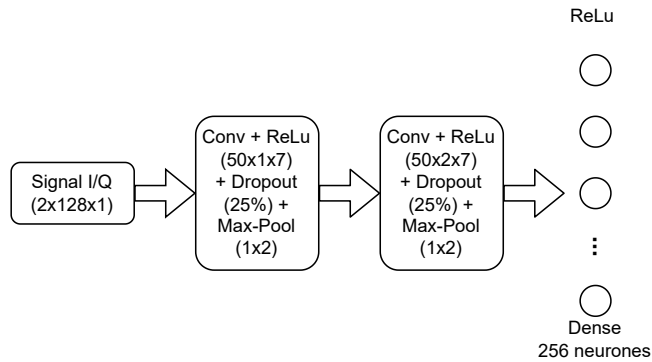 Signal I/Q
(2x128x1)
Conv + ReLu
(50x1x7)
+ Dropout
(25%) +
Max-Pool
(1x2)
Conv + ReLu
(50x2x7)
+ Dropout
(25%) +
Max-Pool
(1x2)
ReLu
...
Dense
256 neurones